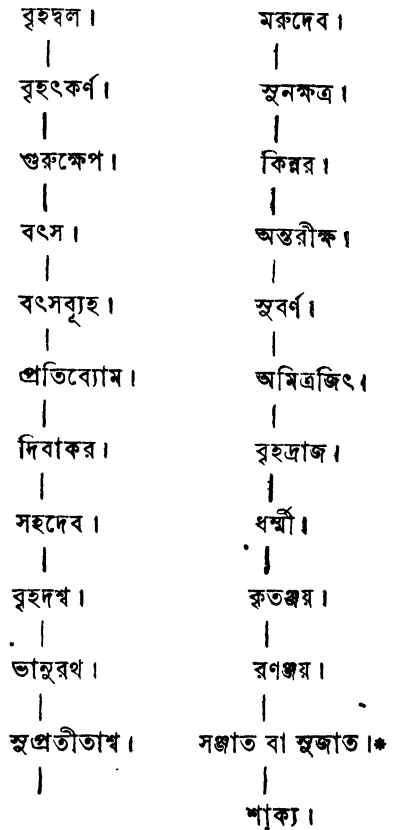 বৃহদ্বল।
বৃহৎকর্ণ।
গুরুক্ষেপ।
বৎস।
বৎসব্যূহ।
প্রতিব্যোম।
দিবাকর।
সহদেব।
বৃহদশ্ব।
ভানুরথ।
সুপ্রতীতাশ্ব।
মরুদেব।
সুনক্ষত্র।
কিন্নর।
অন্তরীক্ষ।
সুবর্ণ।
অমিত্রজিৎ।
বৃহদ্রাজ।
ধর্ম্মী।
কৃতঞ্জয়।
রণঞ্জয়।
সঞ্জাত বা সুজাত।*
শাক্য।